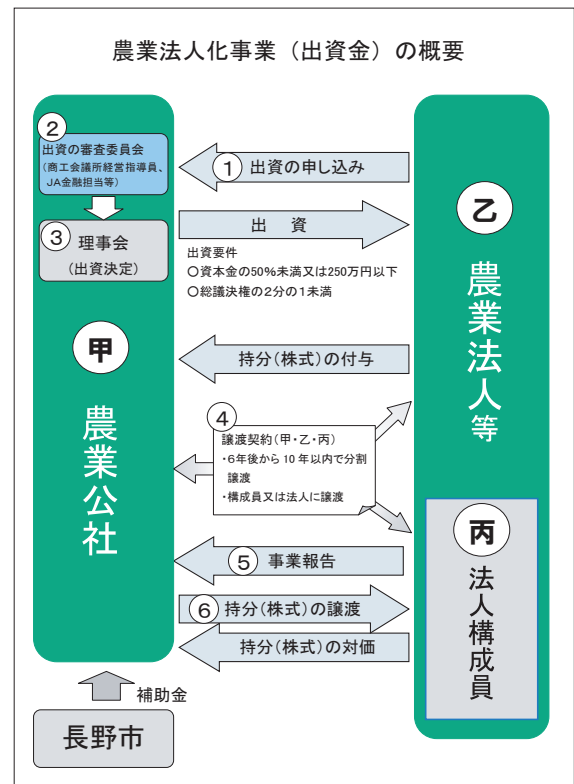 農業法人化事業（出資金）の概要
②
出資の審査委員会
（商工会議所経営指導員、
JA金融担当等）
③
理事会
（出資決定）
甲
農業公社
① 出資の申し込み
出　資
出資要件
○資本金の50%未満又は250万円以下
○総議決権の2分の1未満
持分（株式）の付与
④
譲渡契約（甲・乙・丙）
・6年後から10年以内で分割
譲渡
・構成員又は法人に譲渡
⑤ 事業報告
⑥ 持分（株式）の譲渡
持分（株式）の対価
乙
農業法人等
丙
法人構成員
補助金
長野市